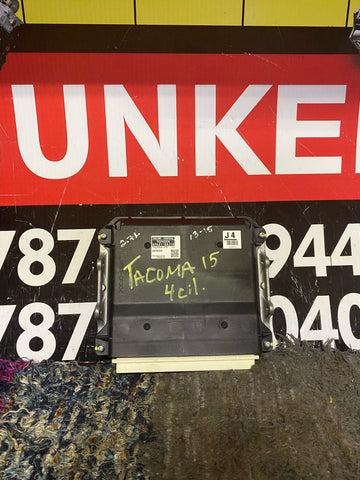 UNKE
787
944
787
040
2.7L
13-15
J4
TACOMA 15
4cil.